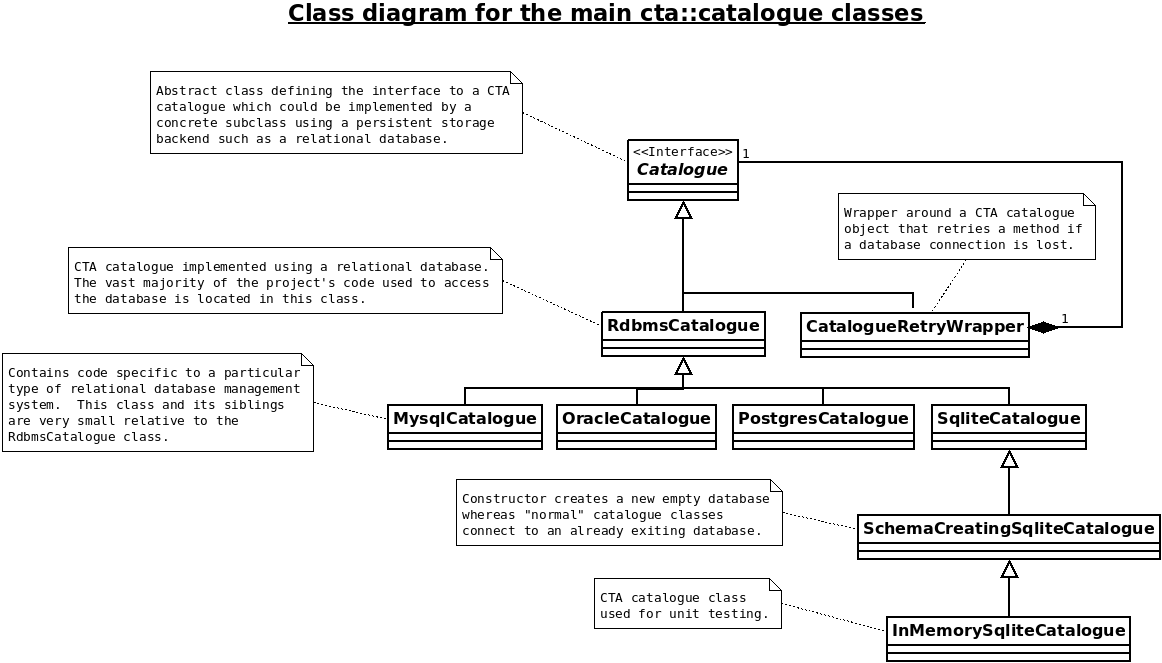 Class diagram for the main cta::catalogue classes
Abstract class defining the interface to a CTA
catalogue which could be implemented by a
concrete subclass using a persistent storage
backend such as a relational database.
<<Interface>>
Catalogue
1
Wrapper around a CTA catalogue
object that retries a method if
a database connection is lost.
CTA catalogue implemented using a relational database.
The vast majority of the project's code used to access
the database is located in this class.
RdbmsCatalogue
CatalogueRetryWrapper
1
Contains code specific to a particular
type of relational database management
system.  This class and its siblings
are very small relative to the
RdbmsCatalogue class.
MysqlCatalogue
OracleCatalogue
PostgresCatalogue
SqliteCatalogue
Constructor creates a new empty database
whereas "normal" catalogue classes
connect to an already exiting database.
SchemaCreatingSqliteCatalogue
CTA catalogue class
used for unit testing.
InMemorySqliteCatalogue